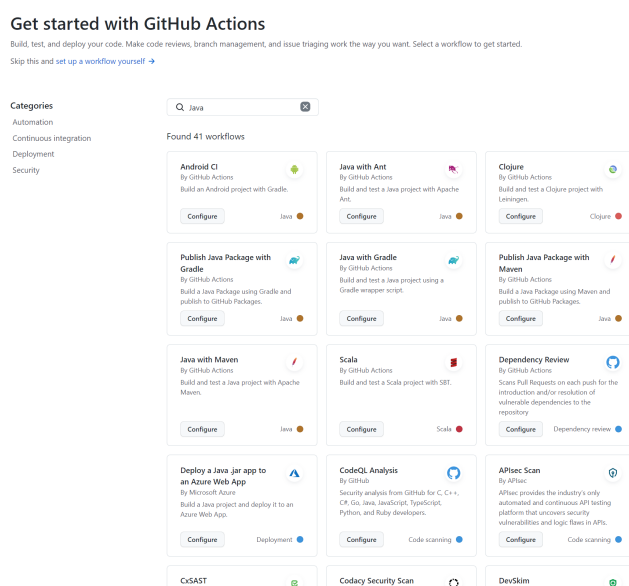 Get started with GitHub Actions
Build, test, and deploy your code. Make code reviews, branch management, and issue triaging work the way you want. Select a workflow to get started.
Skip this and set up a workflow yourself →
Categories
Automation
Continuous integration
Deployment
Security
Java
Found 41 workflows
Android CI
By GitHub Actions
Build an Android project with Gradle.
Configure
Java
Java with Ant
By GitHub Actions
Build and test a Java project with Apache
Ant.
Configure
Java
Clojure
By GitHub Actions
Build and test a Clojure project with
Leiningen.
Configure
Clojure
Publish Java Package with
Gradle
By GitHub Actions
Build a Java Package using Gradle and
publish to GitHub Packages.
Configure
Java
Java with Gradle
By GitHub Actions
Build and test a Java project using a
Gradle wrapper script.
Configure
Java
Publish Java Package with
Maven
By GitHub Actions
Build a Java Package using Maven and
publish to GitHub Packages.
Configure
Java
Java with Maven
By GitHub Actions
Build and test a Java project with Apache
Maven.
Configure
Java
Scala
By GitHub Actions
Build and test a Scala project with SBT.
Configure
Scala
Dependency Review
By GitHub Actions
Scans Pull Requests on each push for the
introduction and/or resolution of
vulnerable dependencies to the
repository
Configure
Dependency review
Deploy a Java .jar app to
an Azure Web App
By Microsoft Azure
Build a Java project and deploy it to an
Azure Web App.
Configure
Deployment
CodeQL Analysis
By GitHub
Security analysis from GitHub for C, C++,
C#, Go, Java, JavaScript, TypeScript,
Python, and Ruby developers.
Configure
Code scanning
APIsec Scan
By APIsec
APIsec provides the industry's only
automated and continuous API testing
platform that uncovers security
vulnerabilities and logic flaws in APIs.
Configure
Code scanning
CxSAST
Codacy Security Scan
DevSkim